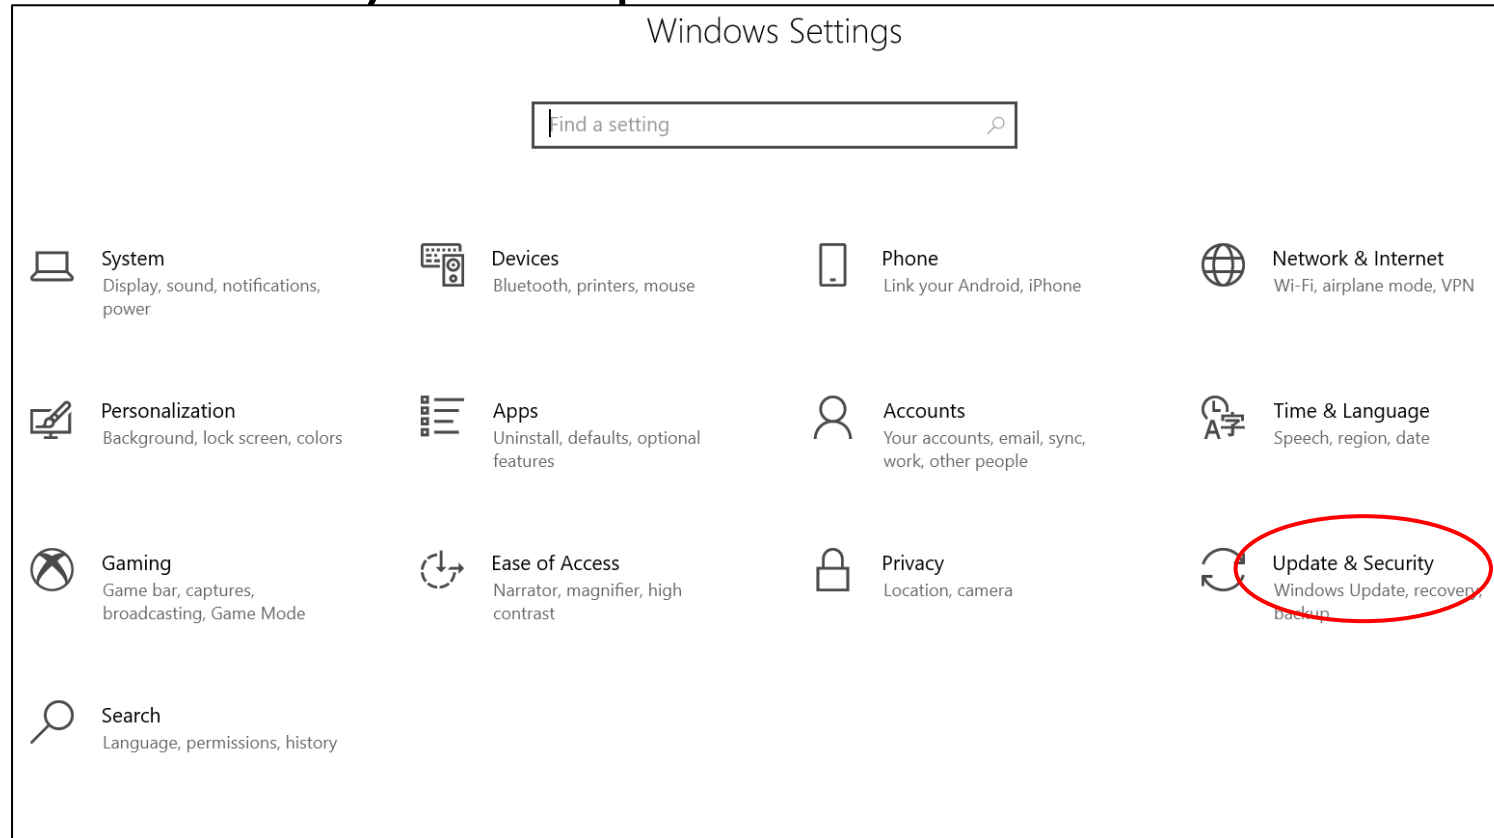 Windows Settings
Find a setting
System
Display, sound, notifications,
power
Devices
Bluetooth, printers, mouse
Phone
Link your Android, iPhone
Network & Internet
Wi-Fi, airplane mode, VPN
Personalization
Background, lock screen, colors
Apps
Uninstall, defaults, optional
features
Accounts
Your accounts, email, sync,
work, other people
Time & Language
Speech, region, date
Gaming
Game bar, captures,
broadcasting, Game Mode
Ease of Access
Narrator, magnifier, high
contrast
Privacy
Location, camera
Update & Security
Windows Update, recovery,
backup
Search
Language, permissions, history